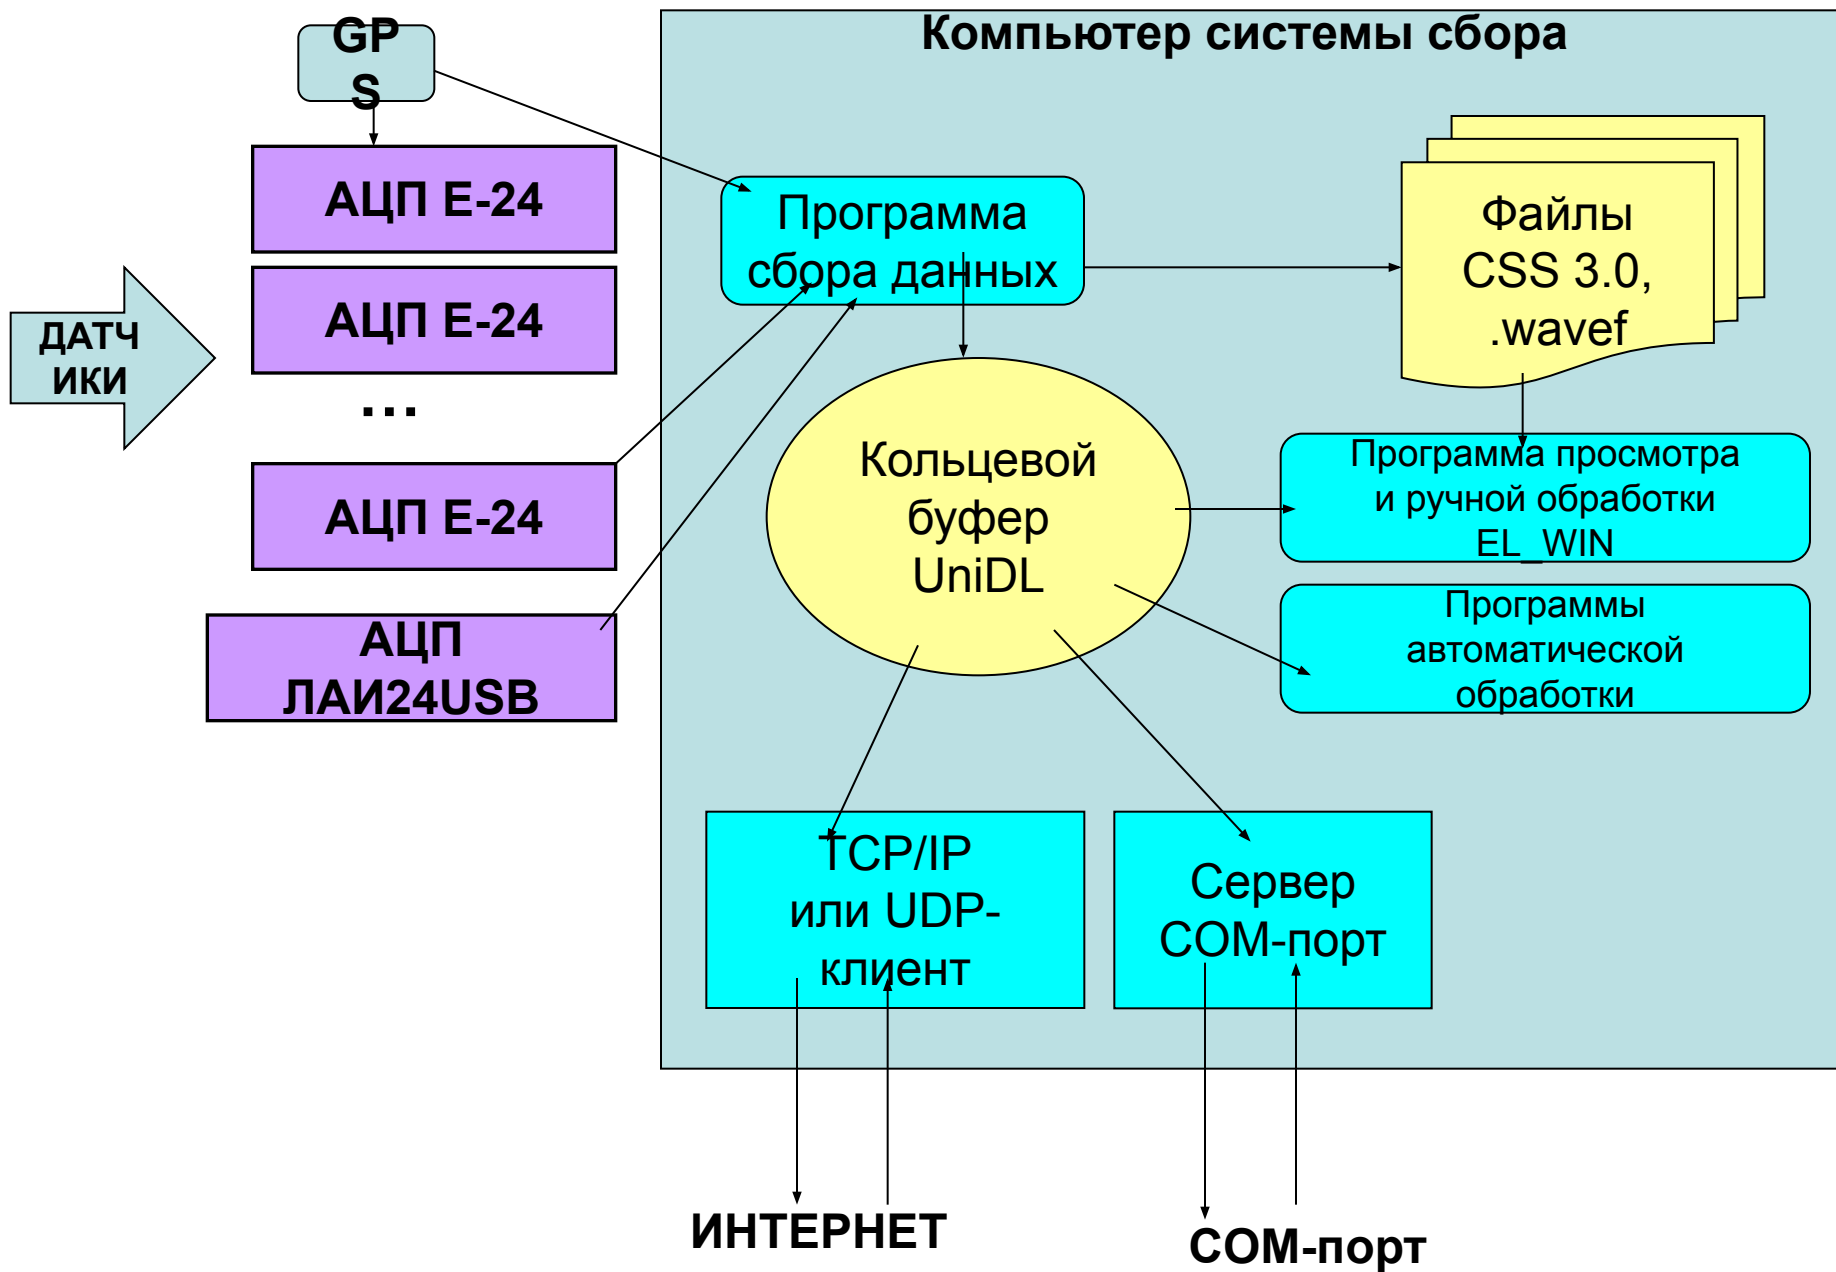 GP
S
Компьютер системы сбора
АЦП Е-24
АЦП Е-24
...
АЦП Е-24
АЦП
ЛАИ24USB
ДАТЧ
ИКИ
Программа
сбора данных
Файлы
CSS 3.0,
.wavef
Кольцевой
буфер
UniDL
Программа просмотра
и ручной обработки
EL_WIN
Программы
автоматической
обработки
TCP/IP
или UDP-
клиент
Сервер
COM-порт
ИНТЕРНЕТ
COM-порт